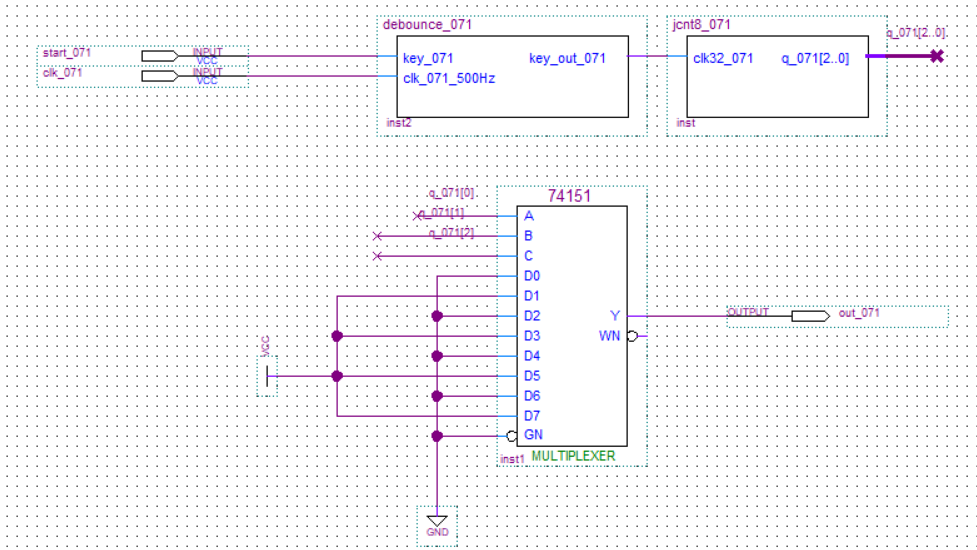 debounce_071
jcnt8_071
q_071[2..0]
start_071
INPUT
VCC
clk_071
INPUT
VCC
key_071
key_out_071
clk_071_500Hz
clk32_071
q_071[2..0]
inst2
inst
q_071[0]
q_071[1]
q_071[2]
74151
A
B
C
D0
D1
D2
D3
D4
D5
D6
D7
GN
Y
WN
OUTPUT
out_071
VCC
inst1
MULTIPLEXER
GND